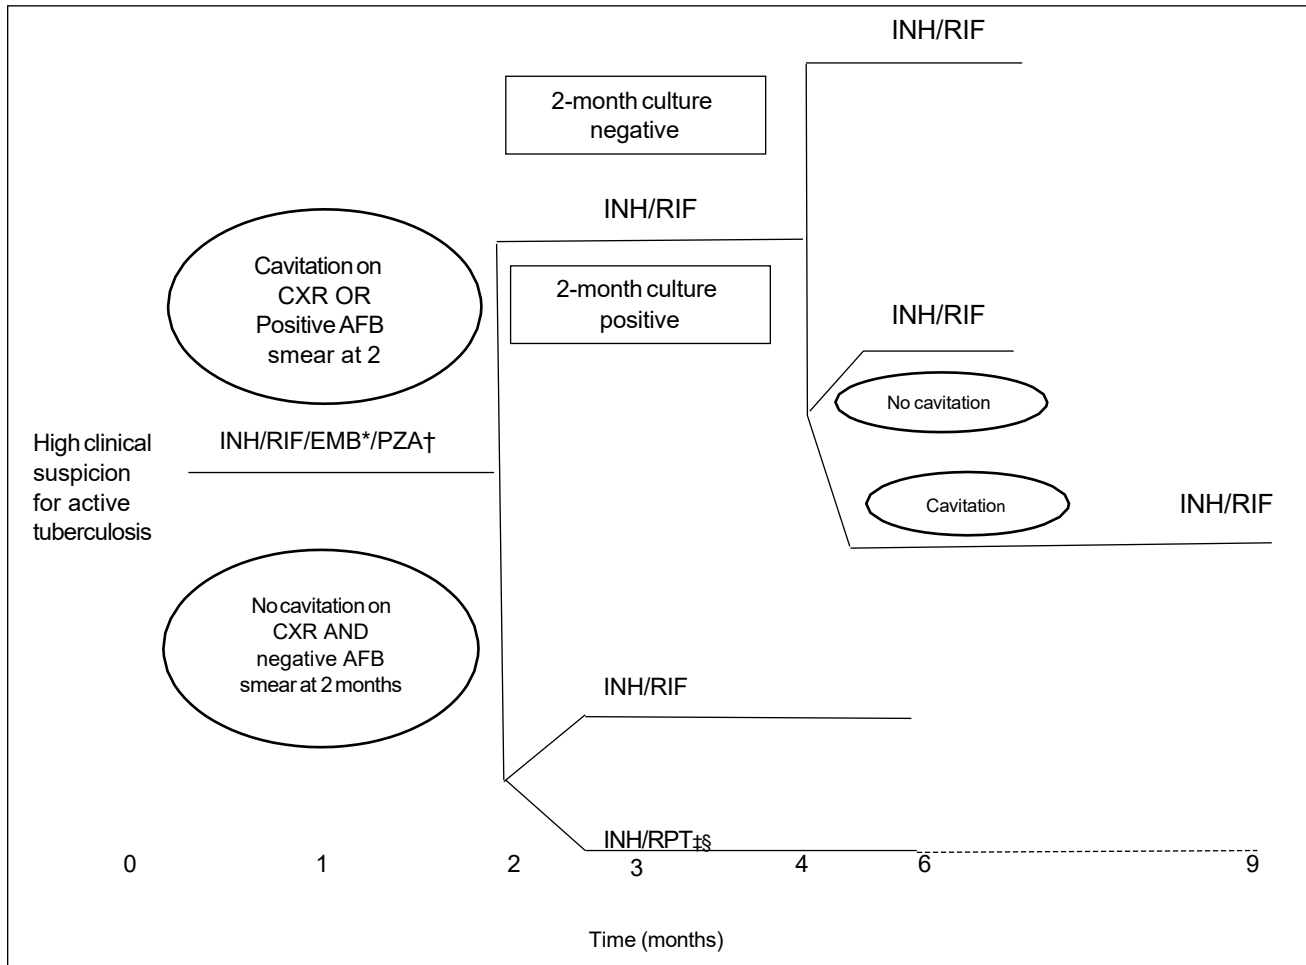 INH/RIF
2-month culture
negative
INH/RIF
Cavitation on
CXR OR
Positive AFB
smear at 2
2-month culture
positive
INH/RIF
No cavitation
High clinical
suspicion
for active
tuberculosis
INH/RIF/EMB*/PZA†
Cavitation
INH/RIF
No cavitation on
CXR AND
negative AFB
smear at 2 months
INH/RIF
INH/RPT‡§
0 1 2 3 4 6 9
Time (months)